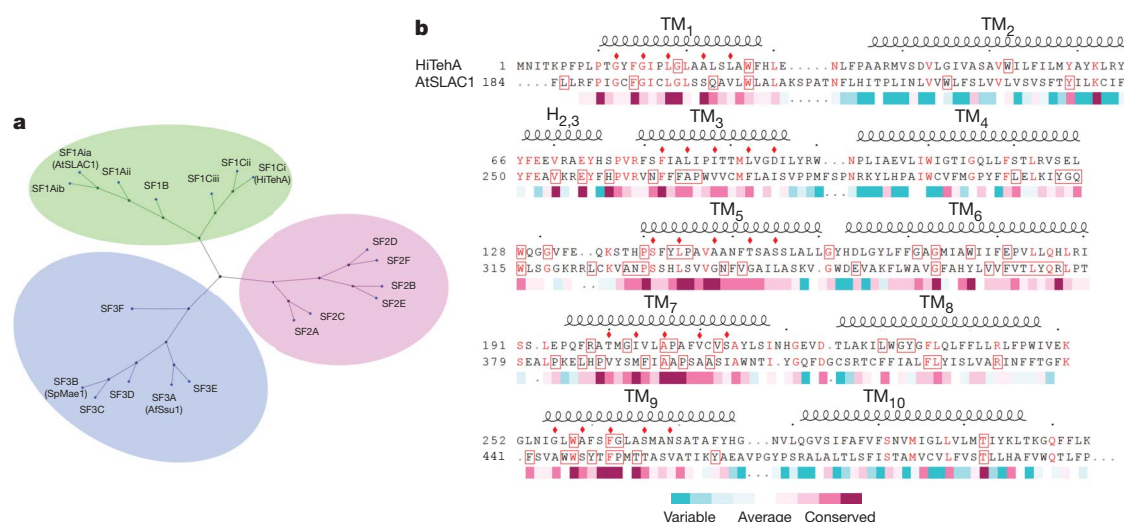 a
SF1Aia
(AtSLAC1)
SF1Aib
SF1Aii
SF1B
SF1Ciii
SF1Cii
SF1Ci
(HiTehA)
SF2D
SF2F
SF2B
SF2E
SF2C
SF2A
SF3F
SF3B
(SpMae1)
SF3C
SF3D
SF3A
(AfSsu1)
SF3E
b
TM1 TM2
HiTehA 1 MNITKPFPLPTGYFGIPLGLAALSLAWFHLE.....NLFPAARMVSDVLGIVASAVWILFILMYAYKLRY
AtSLAC1 184 FLLRFPIGCFGICLGLSSQAVLWLALAKSPATNFLHITPLINLVVWLFSLVVLVSVSFTYILKCIF
H2,3 TM3 TM4
66 YFEEVRAEYHSPVRFSFIALIPITTMLVGDILYRW.NPLIAEVLIWIGTIGQLLFSTLRVSEL
250 YFEAVKREYFHPVRVNFFFAPWVVCMFLAISVPPMFSPNRKYLHPAIWCVFMGPYFFLELKIYGQ
TM5 TM6
128 WQGGVFE..QKSTHPSFYLPAVAANFTSASSLALLGYHDLGYLFFGAGMIAWIIFEPVLLQHLRI
315 WLSGGKRRLCKVANPSSHLSVVGNFVGAILASKV.GWDEVAKFLWAVGFAHYLVVFVTLYQRLPT
TM7 TM8
191 SS.LEPQFRATMGIVLAPAFVCVSAYLSINHGEVD.TLAKILWGYGFLQLFFLLRLFPWIVEK
379 SEALPKELHPVYSMFIAAPSAASIAWNTI.YGQFDGCSRTCFFIALFLYISLVARINFFTGFK
TM9 TM10
252 GLNIGLWAFSFGLASMANSATAFYHG...NVLQGVSIFAFVFSNVMIGLLVLMTIYKLTKGQFFLK
441 .FSVAWWSYTFPMTTASVATIKYAEAVPGYPSRALALTLSFISTAMVCVLFVSTLLHAFVWQTLFP...
Variable Average Conserved